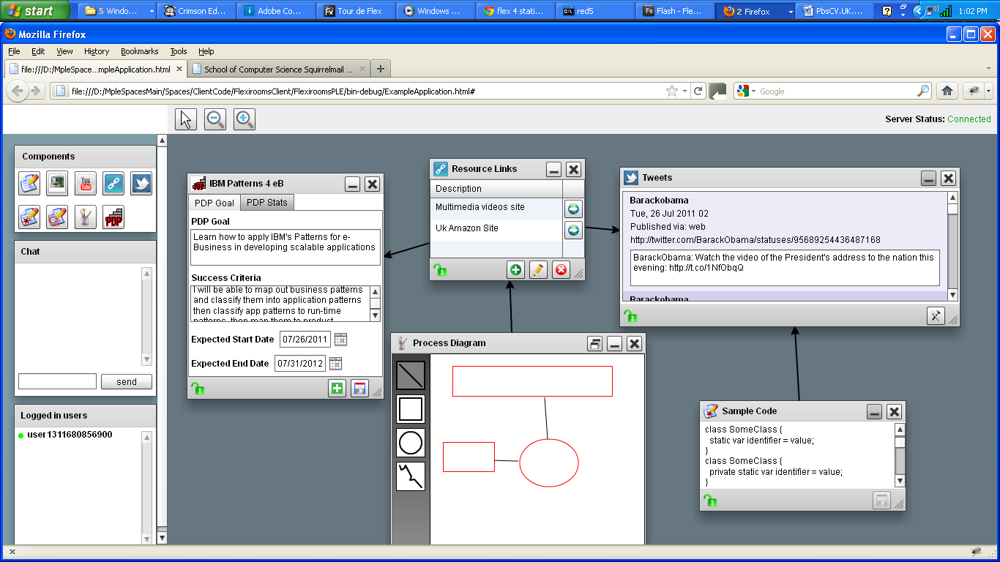 start
5 Windo...
Crimson Ed...
Adobe Co...
Tour de Flex
Windows ...
flex 4 stati...
red5
Flash - Fle...
2 Firefox
PbsCV.UK....
1:02 PM
Mozilla Firefox
File Edit View History Bookmarks Tools Help
file:///D:/MpleSpace...mpleApplication.html
School of Computer Science Squirrelmail ...
file:///D:/MpleSpacesMain/Spaces/ClientCode/FlexiroomsClient/FlexiroomsPLE/bin-debug/ExampleApplication.html#
Google
Server Status: Connected
Components
You Tube
PDP
Chat
send
Logged in users
user1311680856900
IBM Patterns 4 eB
PDP Goal
PDP Stats
PDP Goal
Learn how to apply IBM's Patterns for e-
Business in developing scalable applications
Success Criteria
I will be able to map out business patterns
and classify them into application patterns
then classify app patterns to run-time
patterns, then map them to product
Expected Start Date 07/26/2011
Expected End Date 07/31/2012
Resource Links
Description
Multimedia videos site
Uk Amazon Site
Process Diagram
Tweets
Barackobama
Tue, 26 Jul 2011 02
Published via: web
http://twitter.com/BarackObama/statuses/95689254436487168
BarackObama: Watch the video of the President's address to the nation this
evening: http://t.co/1NfObqQ
Barackobama
Sample Code
class SomeClass {
static var identifier = value;
}
class SomeClass {
private static var identifier = value;
}